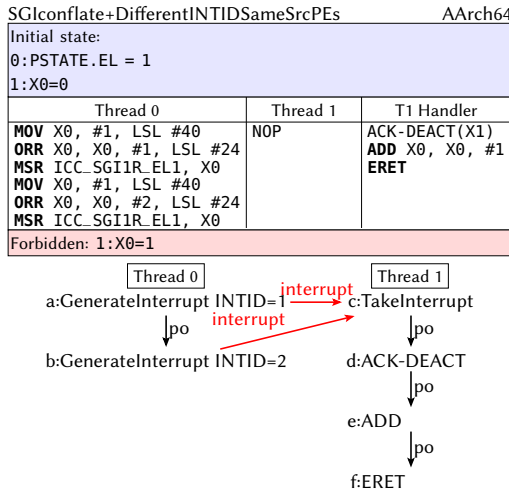 SGIconflate+DifferentINTIDSameSrcPEs AArch64
Initial state:
0:PSTATE.EL = 1
1:X0=0
Thread 0 Thread 1 T1 Handler
MOV X0, #1, LSL #40 NOP ACK-DEACT(X1)
ORR X0, X0, #1, LSL #24 ADD X0, X0, #1
MSR ICC_SGI1R_EL1, X0 ERET
MOV X0, #1, LSL #40
ORR X0, X0, #2, LSL #24
MSR ICC_SGI1R_EL1, X0
Forbidden: 1:X0=1
Thread 0 Thread 1
a:GenerateInterrupt INTID=1 interrupt c:TakeInterrupt
po interrupt po
b:GenerateInterrupt INTID=2 d:ACK-DEACT
po
e:ADD
po
f:ERET